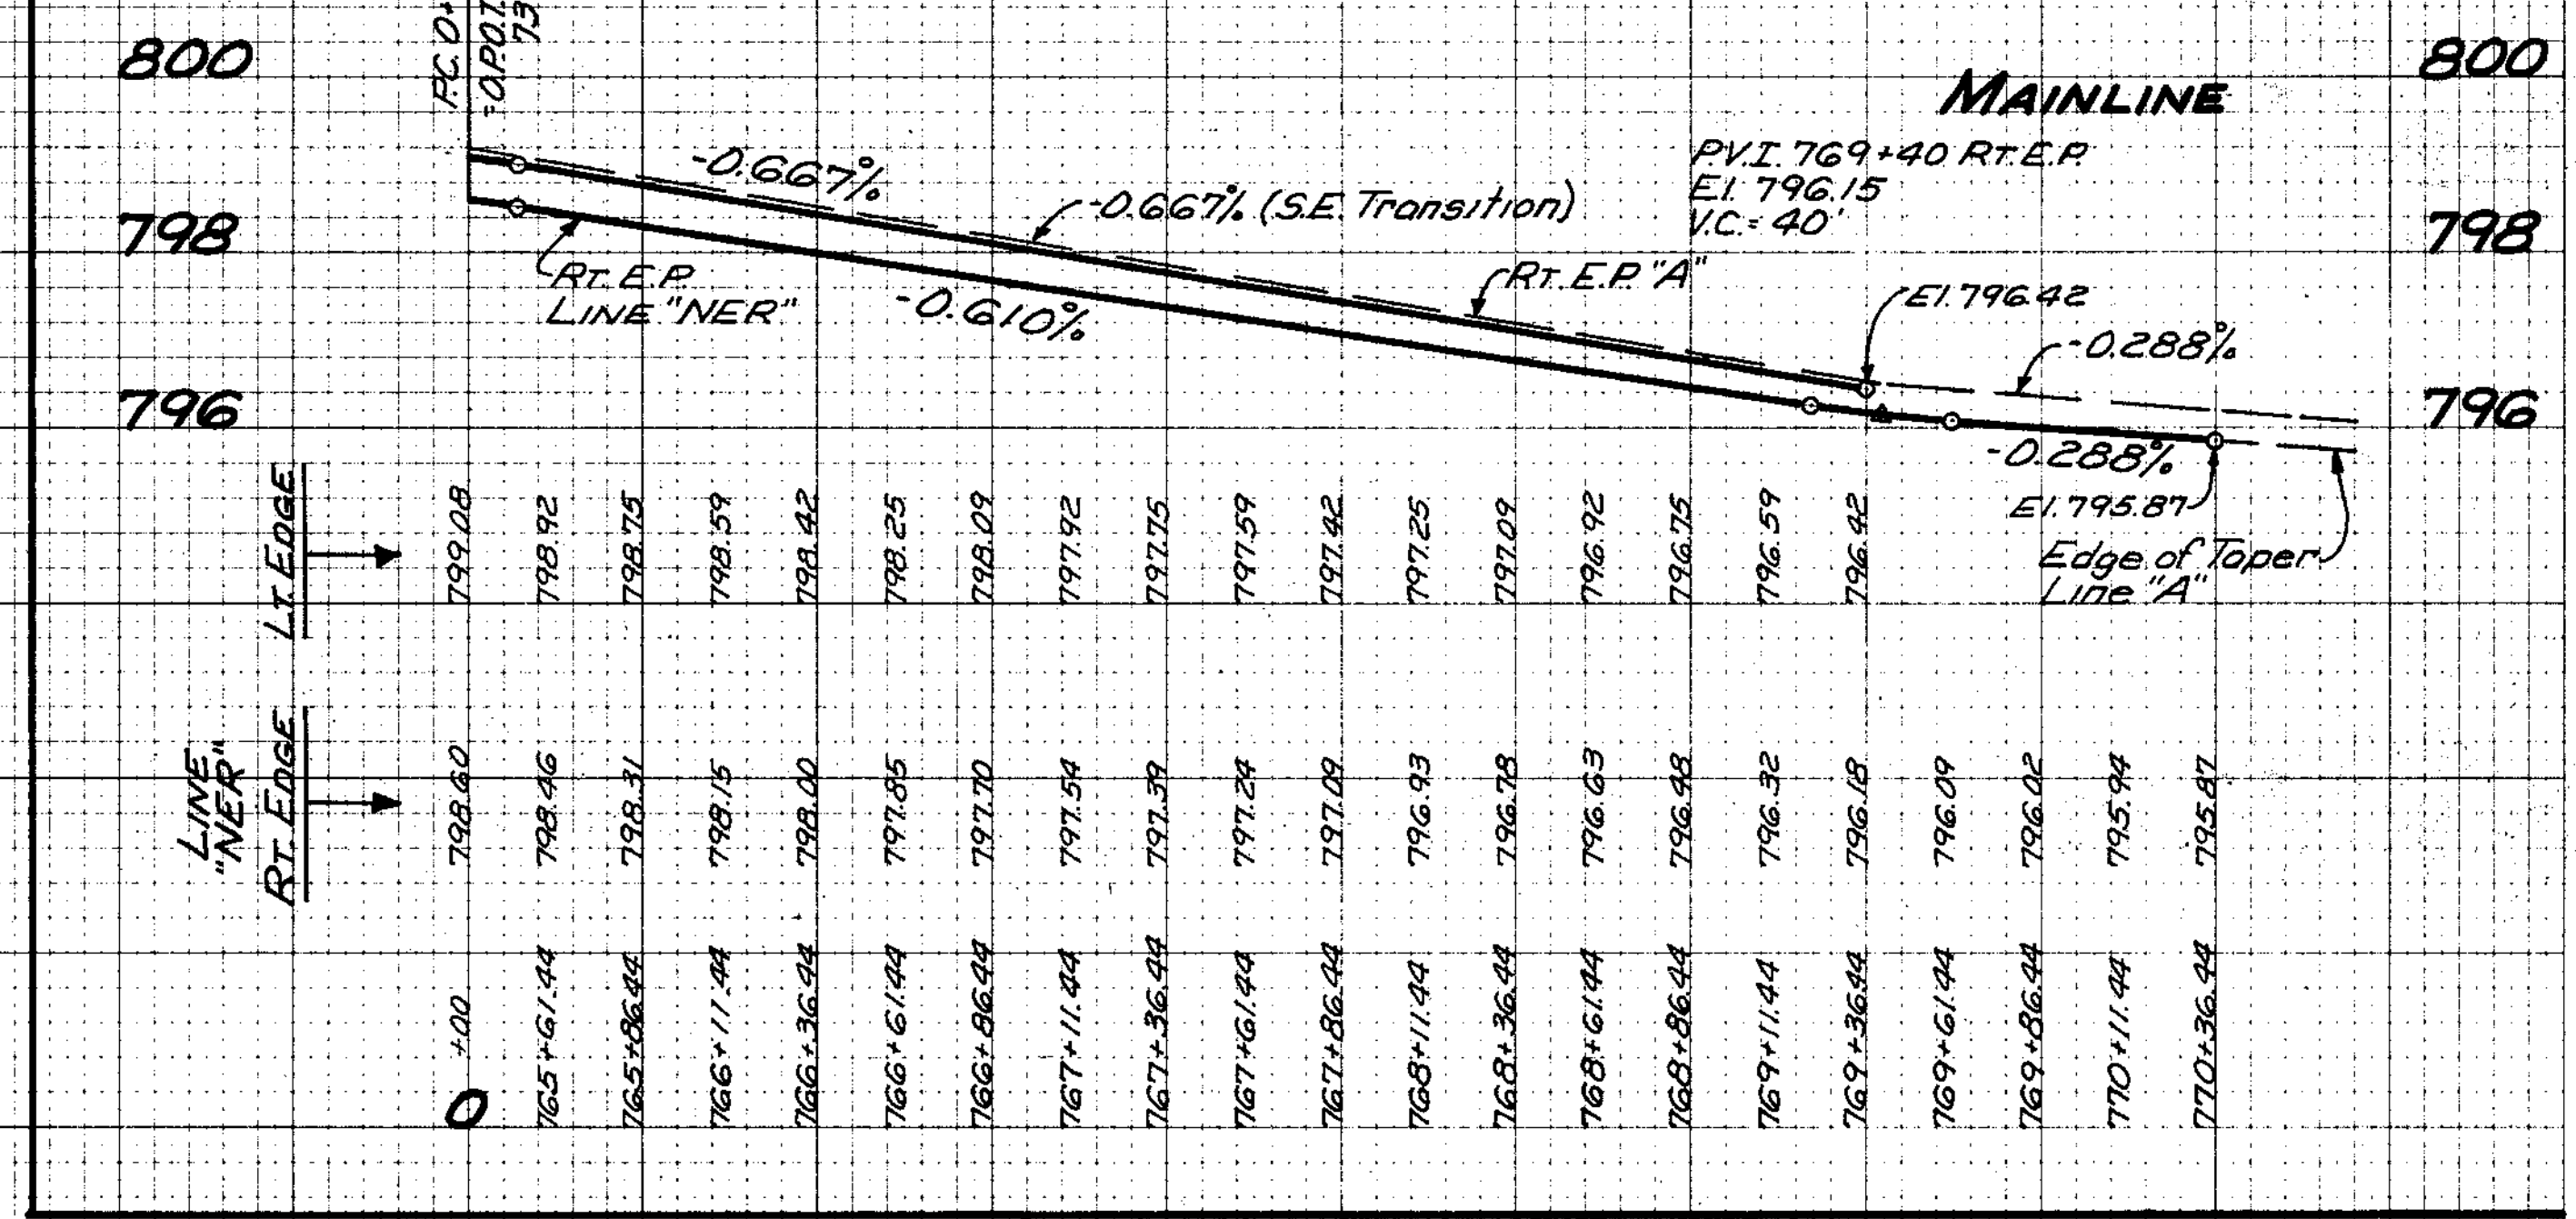 P.C. 0+
=O.P.O.T.
73
800
800
MAINLINE
P.V.I. 769+40 RT. E.P.
El. 796.15
V.C.= 40'
-0.667%
-0.667% (S.E. Transition)
798
798
RT. E.P.
LINE "NER"
-0.610%
RT. E.P. "A"
El. 796.42
-0.288%
796
796
-0.288%
El. 795.87
Edge of Taper
Line "A"
LT. EDGE
799.08 798.92 798.75 798.59 798.42 798.25 798.09 797.92 797.75 797.59 797.42 797.25 797.09 796.92 796.75 796.59 796.42
LINE
"NER"
RT. EDGE
798.60 798.46 798.31 798.15 798.00 797.85 797.70 797.54 797.39 797.24 797.09 796.93 796.78 796.63 796.48 796.32 796.18 796.09 796.02 795.94 795.87
0 +00 765+61.44 765+86.44 766+11.44 766+36.44 766+61.44 766+86.44 767+11.44 767+36.44 767+61.44 767+86.44 768+11.44 768+36.44 768+61.44 768+86.44 769+11.44 769+36.44 769+61.44 769+86.44 770+11.44 770+36.44